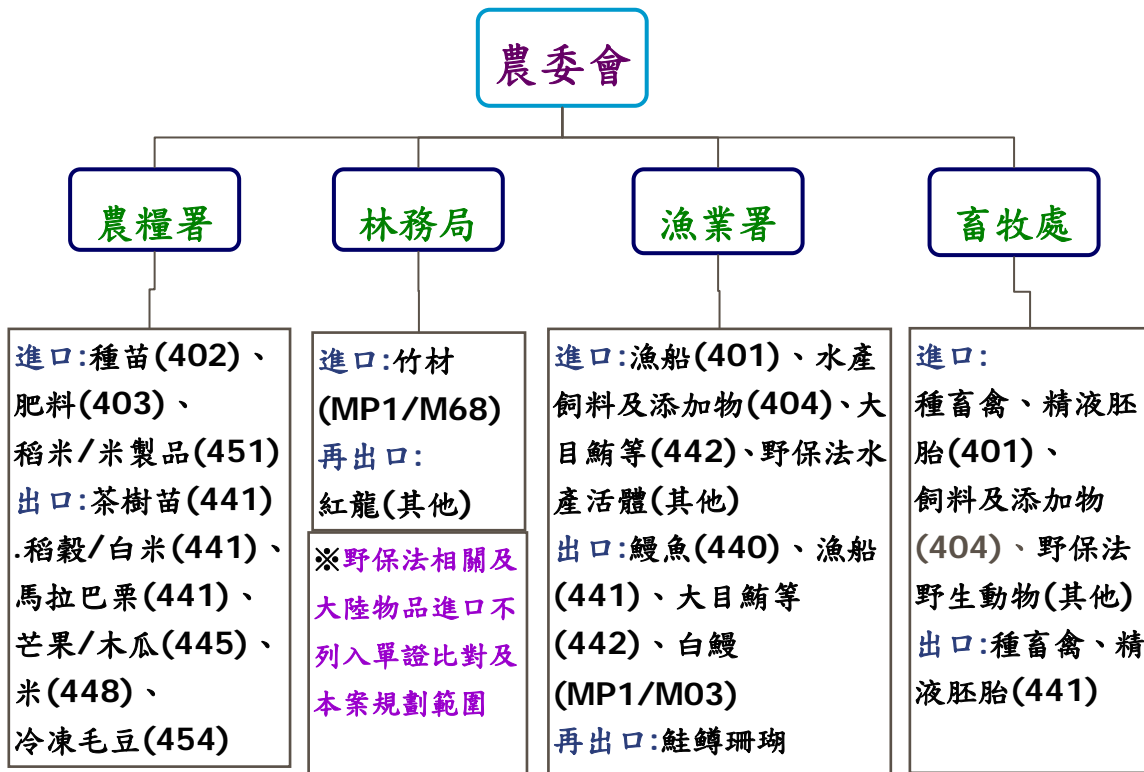 農委會
農糧署
林務局
漁業署
畜牧處
進口:種苗(402)、
肥料(403)、
稻米/米製品(451)
出口:茶樹苗(441)
.稻穀/白米(441)、
馬拉巴栗(441)、
芒果/木瓜(445)、
米(448)、
冷凍毛豆(454)
進口:竹材
(MP1/M68)
再出口:
紅龍(其他)
※野保法相關及
大陸物品進口不
列入單證比對及
本案規劃範圍
進口:漁船(401)、水產
飼料及添加物(404)、大
目鮪等(442)、野保法水
產活體(其他)
出口:鰻魚(440)、漁船
(441)、大目鮪等
(442)、白鰻
(MP1/M03)
再出口:鮭鱒珊瑚
進口:
種畜禽、精液胚
胎(401)、
飼料及添加物
(404)、野保法
野生動物(其他)
出口:種畜禽、精
液胚胎(441)